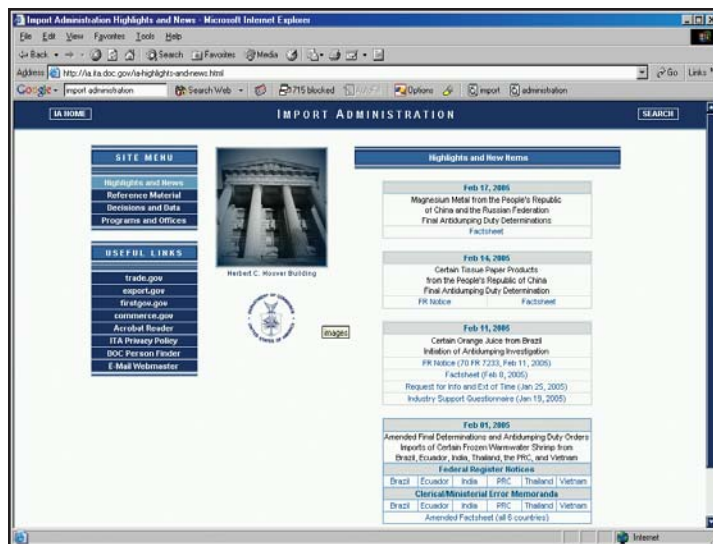 Import Administration Highlights and News - Microsoft Internet Explorer
File Edit View Favorites Tools Help
Back Search Favorites Media
Address http://ia.ita.doc.gov/ia-highlights-and-news.html Go Links
Google import administration Search Web 715 blocked Options import administration
IA HOME IMPORT ADMINISTRATION SEARCH
SITE MENU
Highlights and News
Reference Material
Decisions and Data
Programs and Offices
USEFUL LINKS
trade.gov
export.gov
firstgov.gov
commerce.gov
Acrobat Reader
ITA Privacy Policy
DOC Person Finder
E-Mail Webmaster
Herbert C. Hoover Building
DEPARTMENT OF COMMERCE
UNITED STATES OF AMERICA
images
Highlights and New Items
Feb 17, 2005
Magnesium Metal from the People's Republic
of China and the Russian Federation
Final Antidumping Duty Determinations
Factsheet
Feb 14, 2005
Certain Tissue Paper Products
from the People's Republic of China
Final Antidumping Duty Determination
FR Notice Factsheet
Feb 11, 2005
Certain Orange Juice from Brazil
Initiation of Antidumping Investigation
FR Notice (70 FR 7233, Feb 11, 2005)
Factsheet (Feb 8, 2005)
Request for Info and Ext of Time (Jan 25, 2005)
Industry Support Questionnaire (Jan 19, 2005)
Feb 01, 2005
Amended Final Determinations and Antidumping Duty Orders
Imports of Certain Frozen Warmwater Shrimp from
Brazil, Ecuador, India, Thailand, the PRC, and Vietnam
Federal Register Notices
Brazil Ecuador India PRC Thailand Vietnam
Clerical/Ministerial Error Memoranda
Brazil Ecuador India PRC Thailand Vietnam
Amended Factsheet (all 6 countries)
Internet